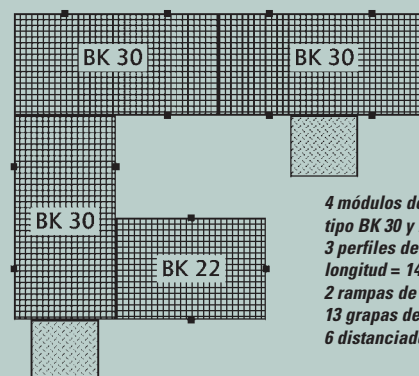 BK 30
BK 30
BK 30
BK 22
4 módulos de
tipo BK 30 y
3 perfiles de
longitud = 14
2 rampas de
13 grapas de
6 distanciad